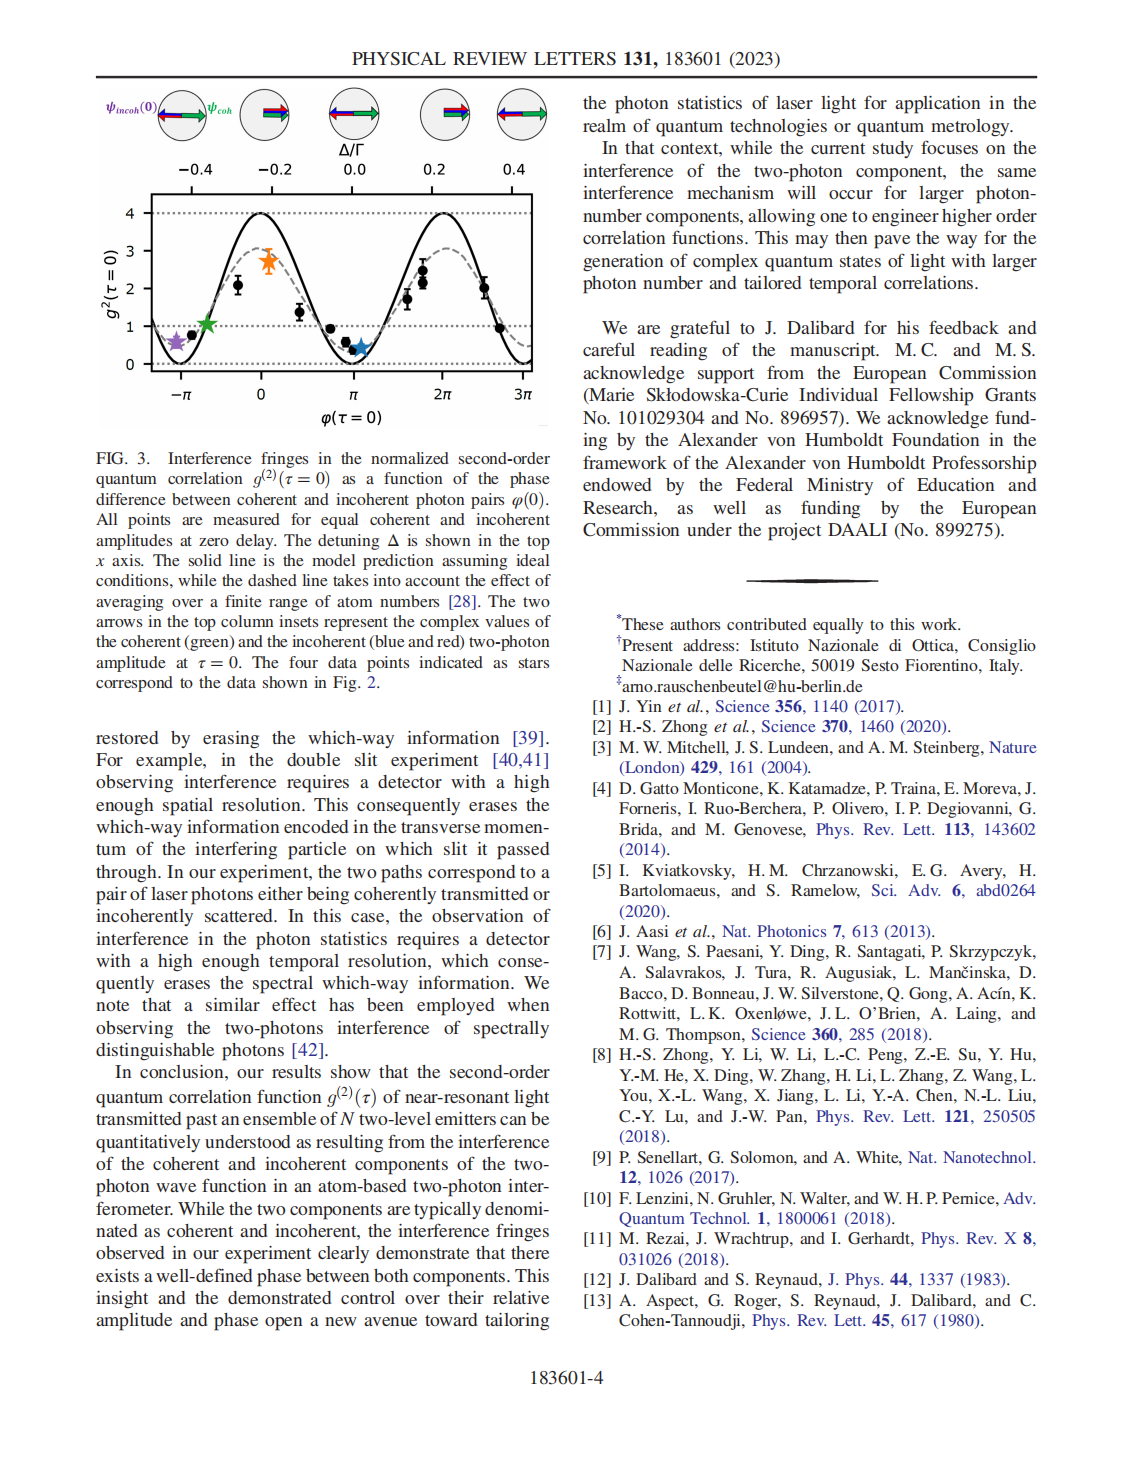 PHYSICAL REVIEW LETTERS 131, 183601 (2023)
ψincoh(0) ψcoh
Δ/Γ
−0.4 −0.2 0.0 0.2 0.4
4
3
2
1
0
g²(τ = 0)
−π 0 π 2π 3π
φ(τ = 0)
FIG. 3. Interference fringes in the normalized second-order
quantum correlation g(2)(τ = 0) as a function of the phase
difference between coherent and incoherent photon pairs φ(0).
All points are measured for equal coherent and incoherent
amplitudes at zero delay. The detuning Δ is shown in the top
x axis. The solid line is the model prediction assuming ideal
conditions, while the dashed line takes into account the effect of
averaging over a finite range of atom numbers [28]. The two
arrows in the top column insets represent the complex values of
the coherent (green) and the incoherent (blue and red) two-photon
amplitude at τ = 0. The four data points indicated as stars
correspond to the data shown in Fig. 2.
restored by erasing the which-way information [39].
For example, in the double slit experiment [40,41]
observing interference requires a detector with a high
enough spatial resolution. This consequently erases the
which-way information encoded in the transverse momen-
tum of the interfering particle on which slit it passed
through. In our experiment, the two paths correspond to a
pair of laser photons either being coherently transmitted or
incoherently scattered. In this case, the observation of
interference in the photon statistics requires a detector
with a high enough temporal resolution, which conse-
quently erases the spectral which-way information. We
note that a similar effect has been employed when
observing the two-photons interference of spectrally
distinguishable photons [42].
In conclusion, our results show that the second-order
quantum correlation function g(2)(τ) of near-resonant light
transmitted past an ensemble of N two-level emitters can be
quantitatively understood as resulting from the interference
of the coherent and incoherent components of the two-
photon wave function in an atom-based two-photon inter-
ferometer. While the two components are typically denomi-
nated as coherent and incoherent, the interference fringes
observed in our experiment clearly demonstrate that there
exists a well-defined phase between both components. This
insight and the demonstrated control over their relative
amplitude and phase open a new avenue toward tailoring
the photon statistics of laser light for application in the
realm of quantum technologies or quantum metrology.
In that context, while the current study focuses on the
interference of the two-photon component, the same
interference mechanism will occur for larger photon-
number components, allowing one to engineer higher order
correlation functions. This may then pave the way for the
generation of complex quantum states of light with larger
photon number and tailored temporal correlations.
We are grateful to J. Dalibard for his feedback and
careful reading of the manuscript. M. C. and M. S.
acknowledge support from the European Commission
(Marie Skłodowska-Curie Individual Fellowship Grants
No. 101029304 and No. 896957). We acknowledge fund-
ing by the Alexander von Humboldt Foundation in the
framework of the Alexander von Humboldt Professorship
endowed by the Federal Ministry of Education and
Research, as well as funding by the European
Commission under the project DAALI (No. 899275).
*These authors contributed equally to this work.
†Present address: Istituto Nazionale di Ottica, Consiglio
Nazionale delle Ricerche, 50019 Sesto Fiorentino, Italy.
‡arno.rauschenbeutel@hu-berlin.de
[1] J. Yin et al., Science 356, 1140 (2017).
[2] H.-S. Zhong et al., Science 370, 1460 (2020).
[3] M. W. Mitchell, J. S. Lundeen, and A. M. Steinberg, Nature
(London) 429, 161 (2004).
[4] D. Gatto Monticone, K. Katamadze, P. Traina, E. Moreva, J.
Forneris, I. Ruo-Berchera, P. Olivero, I. P. Degiovanni, G.
Brida, and M. Genovese, Phys. Rev. Lett. 113, 143602
(2014).
[5] I. Kviatkovsky, H. M. Chrzanowski, E. G. Avery, H.
Bartolomaeus, and S. Ramelow, Sci. Adv. 6, abd0264
(2020).
[6] J. Aasi et al., Nat. Photonics 7, 613 (2013).
[7] J. Wang, S. Paesani, Y. Ding, R. Santagati, P. Skrzypczyk,
A. Salavrakos, J. Tura, R. Augusiak, L. Mančinska, D.
Bacco, D. Bonneau, J. W. Silverstone, Q. Gong, A. Acín, K.
Rottwitt, L. K. Oxenløwe, J. L. O'Brien, A. Laing, and
M. G. Thompson, Science 360, 285 (2018).
[8] H.-S. Zhong, Y. Li, W. Li, L.-C. Peng, Z.-E. Su, Y. Hu,
Y.-M. He, X. Ding, W. Zhang, H. Li, L. Zhang, Z. Wang, L.
You, X.-L. Wang, X. Jiang, L. Li, Y.-A. Chen, N.-L. Liu,
C.-Y. Lu, and J.-W. Pan, Phys. Rev. Lett. 121, 250505
(2018).
[9] P. Senellart, G. Solomon, and A. White, Nat. Nanotechnol.
12, 1026 (2017).
[10] F. Lenzini, N. Gruhler, N. Walter, and W. H. P. Pernice, Adv.
Quantum Technol. 1, 1800061 (2018).
[11] M. Rezai, J. Wrachtrup, and I. Gerhardt, Phys. Rev. X 8,
031026 (2018).
[12] J. Dalibard and S. Reynaud, J. Phys. 44, 1337 (1983).
[13] A. Aspect, G. Roger, S. Reynaud, J. Dalibard, and C.
Cohen-Tannoudji, Phys. Rev. Lett. 45, 617 (1980).
183601-4